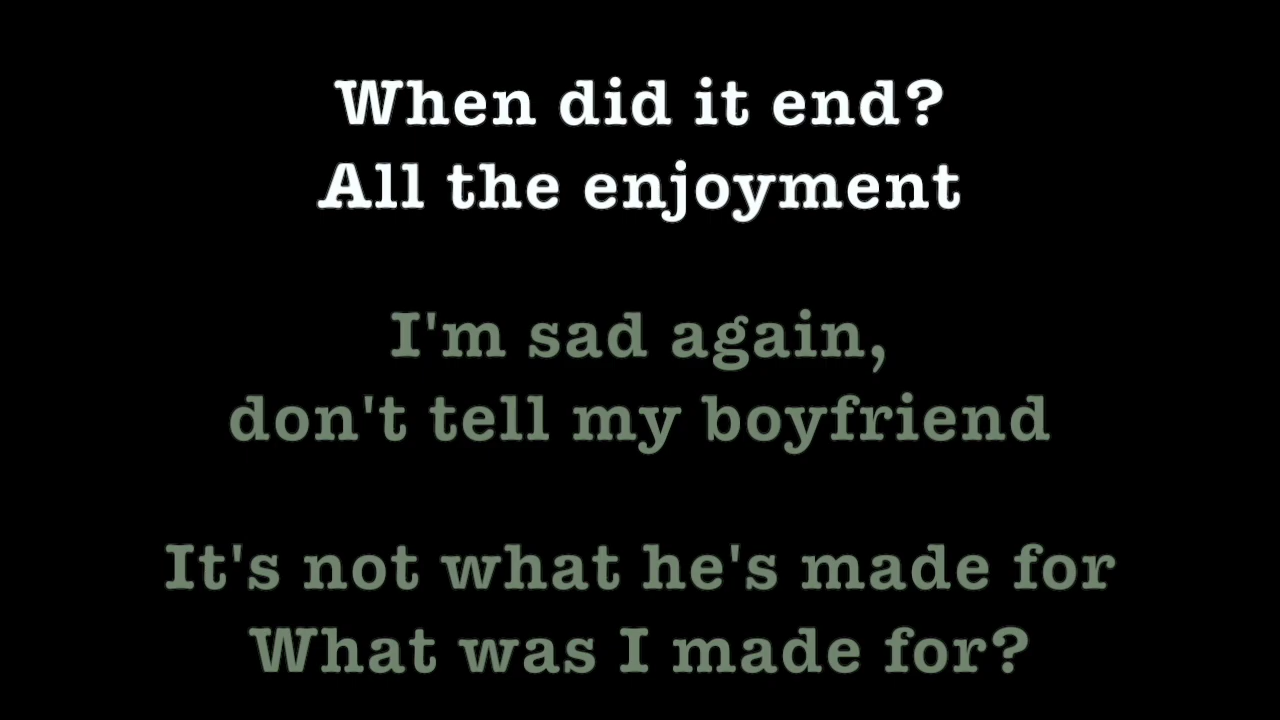 When did it end?
All the enjoyment
I'm sad again,
don't tell my boyfriend
It's not what he's made for
What was I made for?